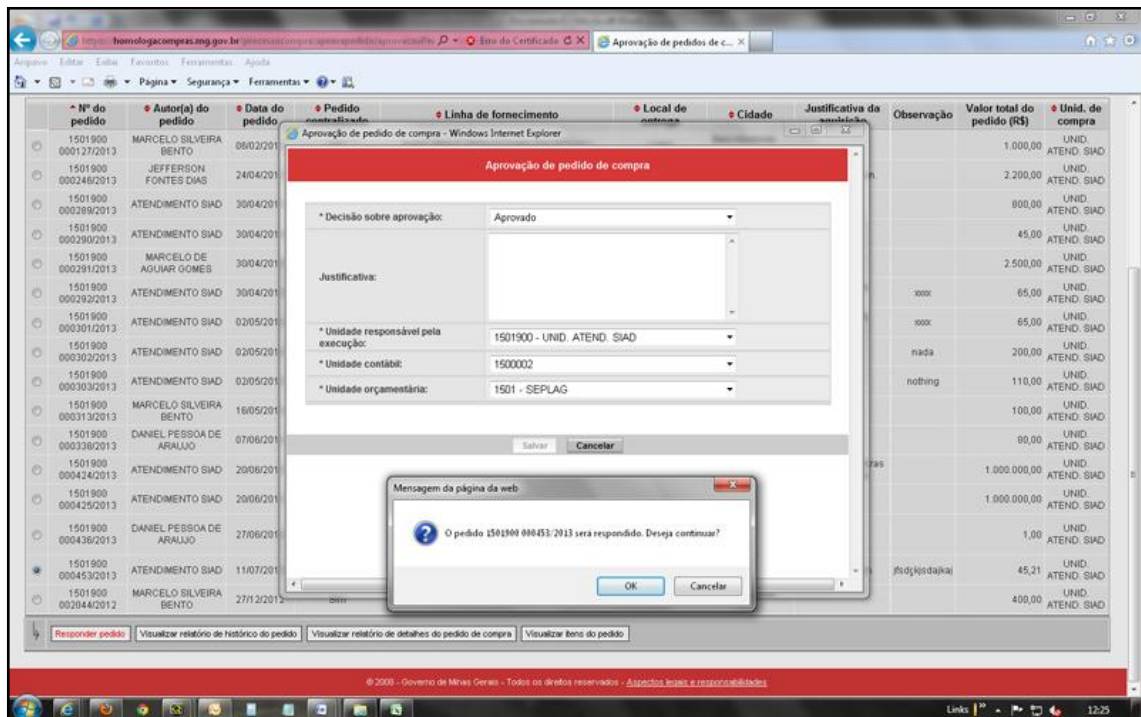 homologacompras.mg.gov.br
Erro do Certificado
Aprovação de pedidos de c...
Arquivo Editar Exibir Favoritos Ferramentas Ajuda
Página Segurança Ferramentas
Nº do pedido Autor(a) do pedido Data do pedido Pedido centralizado Linha de fornecimento Local de entrega Cidade Justificativa da aquisição Observação Valor total do pedido (R$) Unid. de compra
1501900 000127/2013 MARCELO SILVEIRA BENTO 1.000,00 UNID. ATEND. SIAD
1501900 000246/2013 JEFFERSON FONTES DIAS 24/04/201 2.200,00 UNID. ATEND. SIAD
1501900 000289/2013 ATENDIMENTO SIAD 30/04/201 800,00 UNID. ATEND. SIAD
1501900 000290/2013 ATENDIMENTO SIAD 30/04/201 45,00 UNID. ATEND. SIAD
1501900 000291/2013 MARCELO DE AGUIAR GOMES 30/04/201 2.500,00 UNID. ATEND. SIAD
1501900 000292/2013 ATENDIMENTO SIAD 30/04/201 xxxx 65,00 UNID. ATEND. SIAD
1501900 000301/2013 ATENDIMENTO SIAD 02/05/201 xxxx 65,00 UNID. ATEND. SIAD
1501900 000302/2013 ATENDIMENTO SIAD 02/05/201 nada 200,00 UNID. ATEND. SIAD
1501900 000303/2013 ATENDIMENTO SIAD 02/05/201 nothing 110,00 UNID. ATEND. SIAD
1501900 000313/2013 MARCELO SILVEIRA BENTO 16/05/201 100,00 UNID. ATEND. SIAD
1501900 000338/2013 DANIEL PESSOA DE ARAUJO 07/06/201 80,00 UNID. ATEND. SIAD
1501900 000424/2013 ATENDIMENTO SIAD 20/06/201 1.000.000,00 UNID. ATEND. SIAD
1501900 000425/2013 ATENDIMENTO SIAD 20/06/201 1.000.000,00 UNID. ATEND. SIAD
1501900 000436/2013 DANIEL PESSOA DE ARAUJO 27/06/201 1,00 UNID. ATEND. SIAD
1501900 000453/2013 ATENDIMENTO SIAD 11/07/201 45,21 UNID. ATEND. SIAD
1501900 002044/2012 MARCELO SILVEIRA BENTO 27/12/2012 400,00 UNID. ATEND. SIAD
Aprovação de pedido de compra - Windows Internet Explorer
Aprovação de pedido de compra
* Decisão sobre aprovação: Aprovado
Justificativa:
* Unidade responsável pela execução: 1501900 - UNID. ATEND. SIAD
* Unidade contábil: 1500002
* Unidade orçamentária: 1501 - SEPLAG
Salvar Cancelar
Mensagem da página da web
O pedido 1501900 000453/2013 será respondido. Deseja continuar?
OK Cancelar
Responder pedido Visualizar relatório de histórico do pedido Visualizar relatório de detalhes do pedido de compra Visualizar itens do pedido
© 2008 - Governo de Minas Gerais - Todos os direitos reservados - Aspectos legais e responsabilidades
Links 12:25